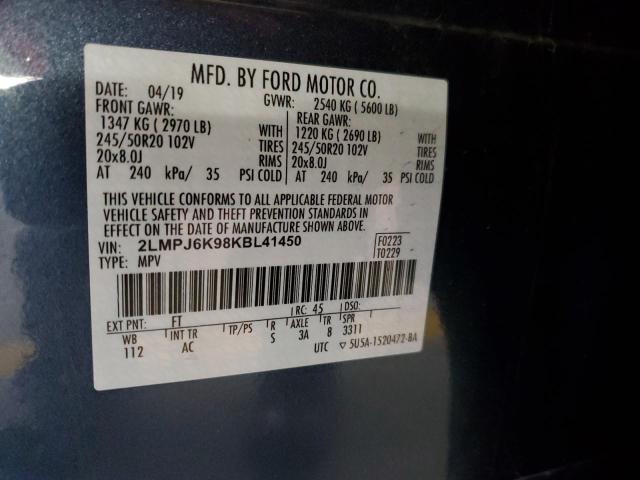 MFD. BY FORD MOTOR CO.
DATE: 04/19 GVWR: 2540 KG (5600 LB)
FRONT GAWR: REAR GAWR:
1347 KG (2970 LB) WITH 1220 KG (2690 LB) WITH
245/50R20 102V TIRES 245/50R20 102V TIRES
20x8.0J RIMS 20x8.0J RIMS
AT 240 kPa/ 35 PSI COLD AT 240 kPa/ 35 PSI COLD
THIS VEHICLE CONFORMS TO ALL APPLICABLE FEDERAL MOTOR
VEHICLE SAFETY AND THEFT PREVENTION STANDARDS IN
EFFECT ON THE DATE OF MANUFACTURE SHOWN ABOVE.
VIN: 2LMPJ6K98KBL41450 F0223
TYPE: MPV T0229
EXT PNT: FT RC: 45 DSO:
WB INT TR TP/PS R AXLE TR SPR
112 AC S 3A 8 3311
UTC ▽ 5U5A-1520472-BA